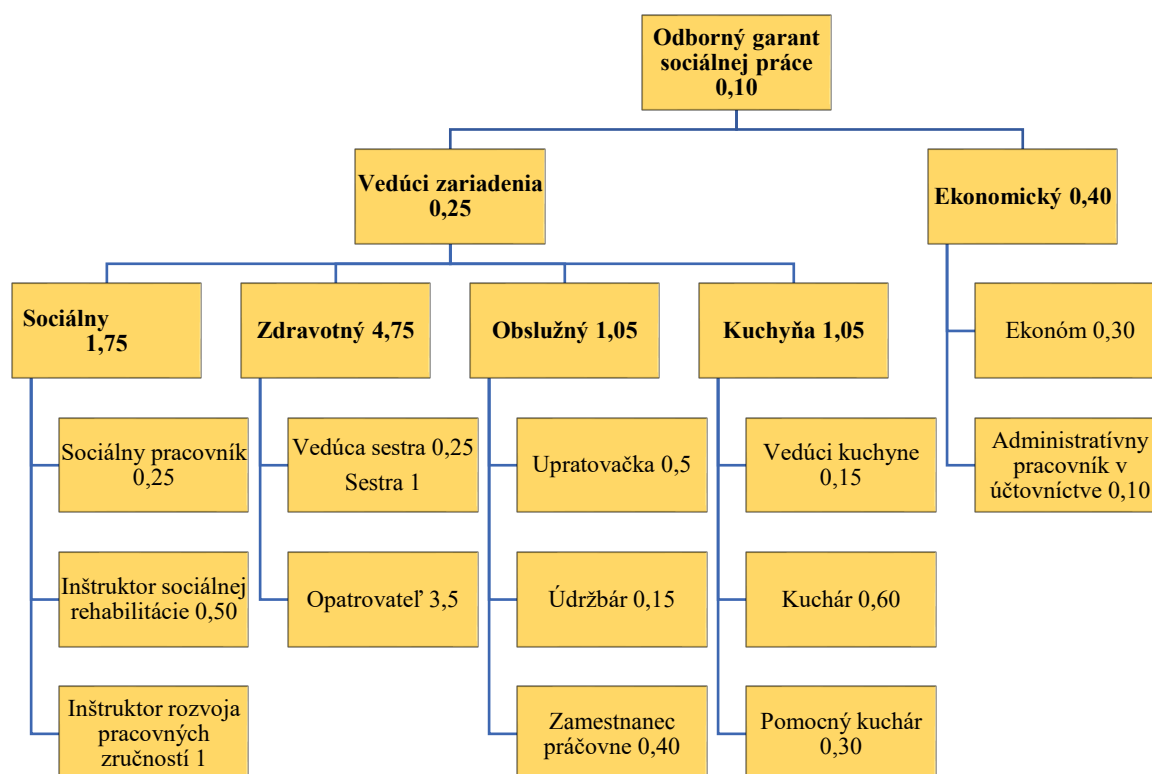 Odborný garant
sociálnej práce
0,10
Vedúci zariadenia
0,25
Ekonomický 0,40
Sociálny
1,75
Zdravotný 4,75
Obslužný 1,05
Kuchyňa 1,05
Ekonóm 0,30
Sociálny pracovník
0,25
Vedúca sestra 0,25
Sestra 1
Upratovačka 0,5
Vedúci kuchyne
0,15
Administratívny
pracovník v
účtovníctve 0,10
Inštruktor sociálnej
rehabilitácie 0,50
Opatrovateľ 3,5
Údržbár 0,15
Kuchár 0,60
Inštruktor rozvoja
pracovných
zručností 1
Zamestnanec
práčovne 0,40
Pomocný kuchár
0,30